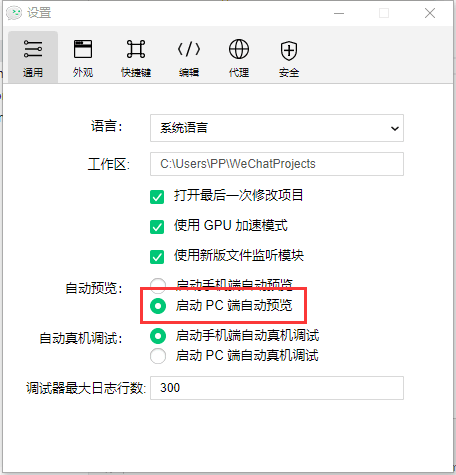 设置
通用 外观 快捷键 编辑 代理 安全
语言： 系统语言
工作区: C:\Users\PP\WeChatProjects
打开最后一次修改项目
使用 GPU 加速模式
使用新版文件监听模块
自动预览： 启动手机端自动预览
启动 PC 端自动预览
自动真机调试： 启动手机端自动真机调试
启动 PC 端自动真机调试
调试器最大日志行数: 300